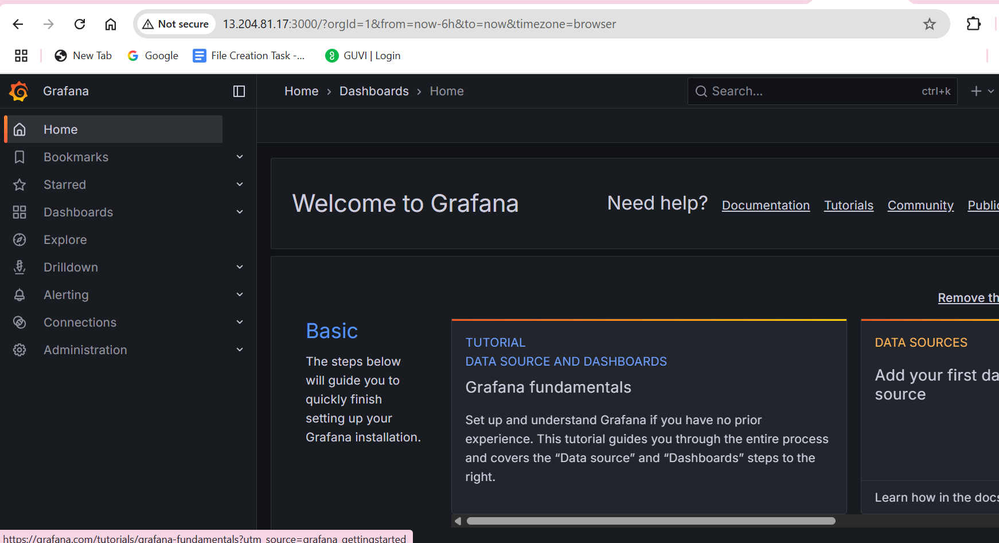 Not secure
13.204.81.17:3000/?orgId=1&from=now-6h&to=now&timezone=browser
New Tab
Google
File Creation Task -...
GUVI | Login
Grafana
Home › Dashboards › Home
Search...
ctrl+k
Home
Bookmarks
Starred
Dashboards
Explore
Drilldown
Alerting
Connections
Administration
Welcome to Grafana
Need help?
Documentation
Tutorials
Community
Public
Remove th
Basic
The steps below
will guide you to
quickly finish
setting up your
Grafana installation.
TUTORIAL
DATA SOURCE AND DASHBOARDS
Grafana fundamentals
Set up and understand Grafana if you have no prior
experience. This tutorial guides you through the entire process
and covers the “Data source” and “Dashboards” steps to the
right.
DATA SOURCES
Add your first da
source
Learn how in the docs
https://grafana.com/tutorials/grafana-fundamentals?utm_source=grafana_gettingstarted